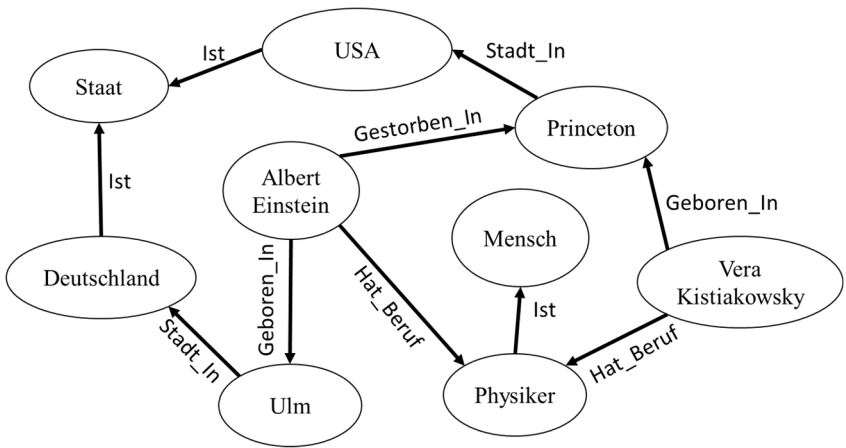 USA
Ist
Stadt_In
Staat
Gestorben_In
Princeton
Albert
Einstein
Ist
Geboren_In
Mensch
Deutschland
Geboren_In
Hat_Beruf
Vera
Kistiakowsky
Ist
Stadt_In
Hat_Beruf
Ulm
Physiker